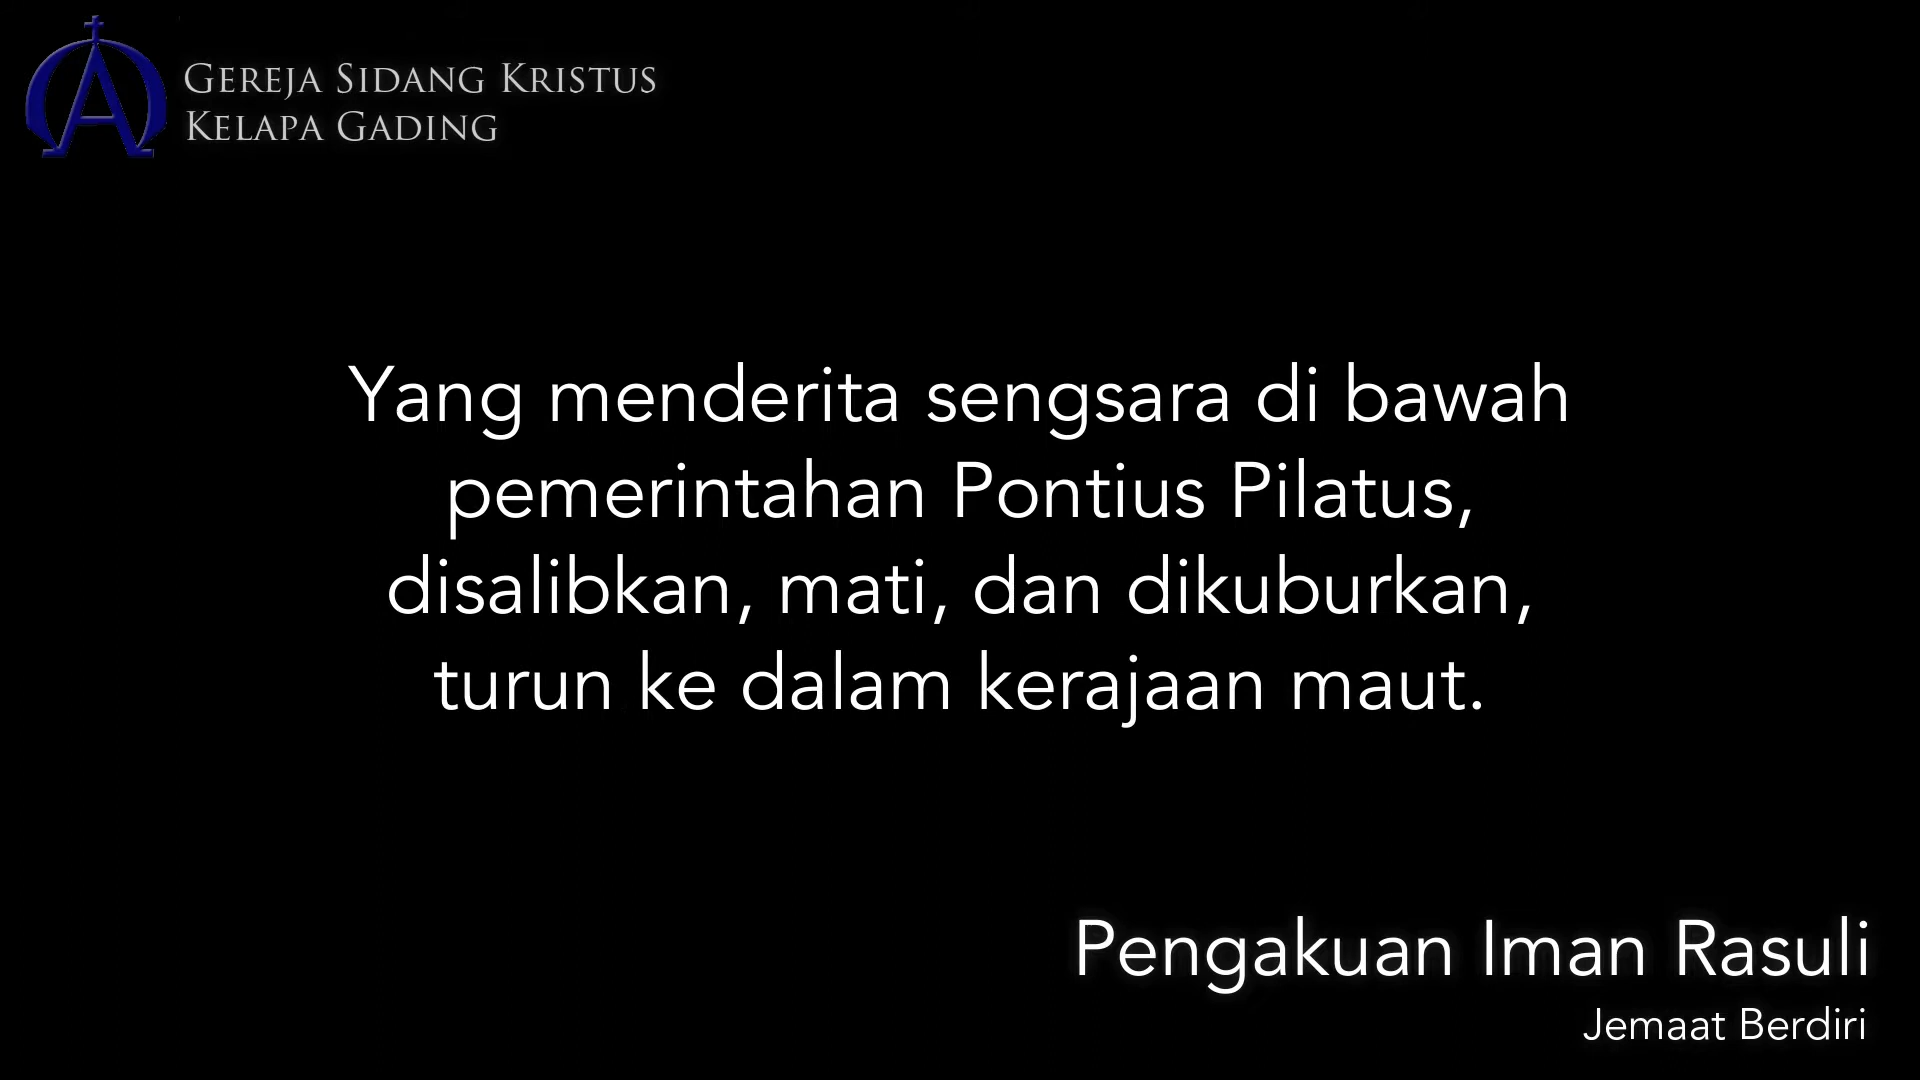 Gereja Sidang Kristus
Kelapa Gading
Yang menderita sengsara di bawah
pemerintahan Pontius Pilatus,
disalibkan, mati, dan dikuburkan,
turun ke dalam kerajaan maut.
Pengakuan Iman Rasuli
Jemaat Berdiri